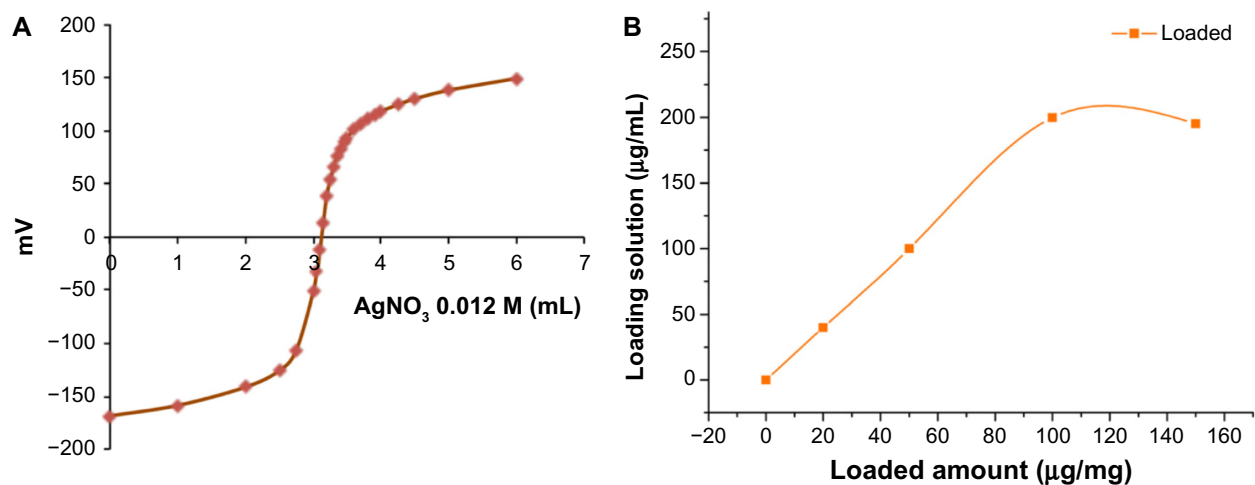 A
200
150
100
50
0
−50
−100
−150
−200
mV
0 1 2 3 4 5 6 7
AgNO₃ 0.012 M (mL)
B
Loaded
250
200
150
100
50
0
Loading solution (µg/mL)
−20 0 20 40 60 80 100 120 140 160
Loaded amount (µg/mg)